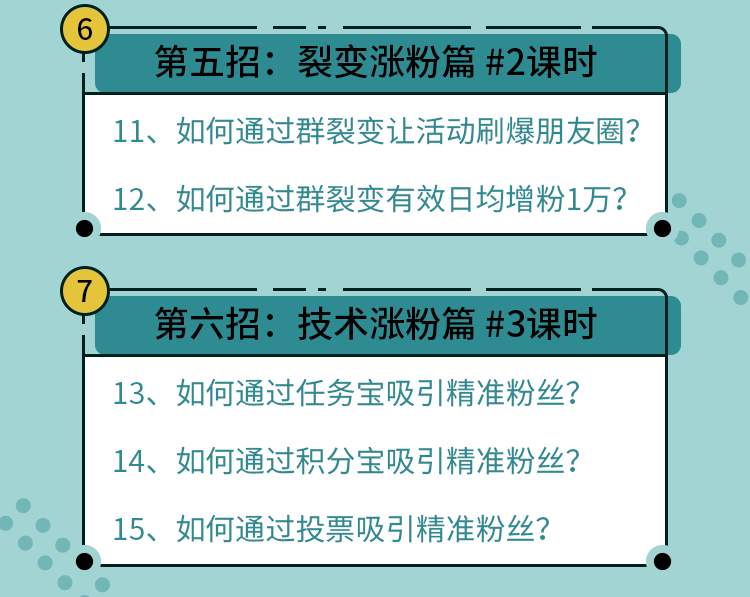 6
第五招：裂变涨粉篇 #2课时
11、如何通过群裂变让活动刷爆朋友圈？
12、如何通过群裂变有效日均增粉1万？
7
第六招：技术涨粉篇 #3课时
13、如何通过任务宝吸引精准粉丝？
14、如何通过积分宝吸引精准粉丝？
15、如何通过投票吸引精准粉丝？